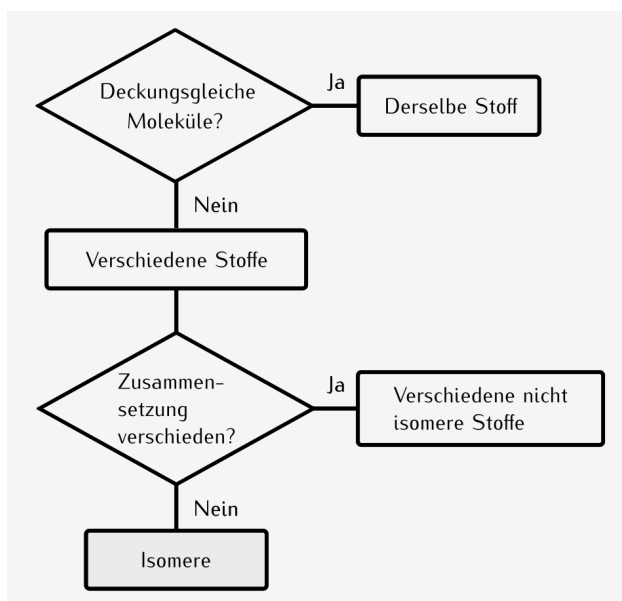 Deckungsgleiche
Moleküle?
Ja
Derselbe Stoff
Nein
Verschiedene Stoffe
Zusammen-
setzung
verschieden?
Ja
Verschiedene nicht
isomere Stoffe
Nein
Isomere